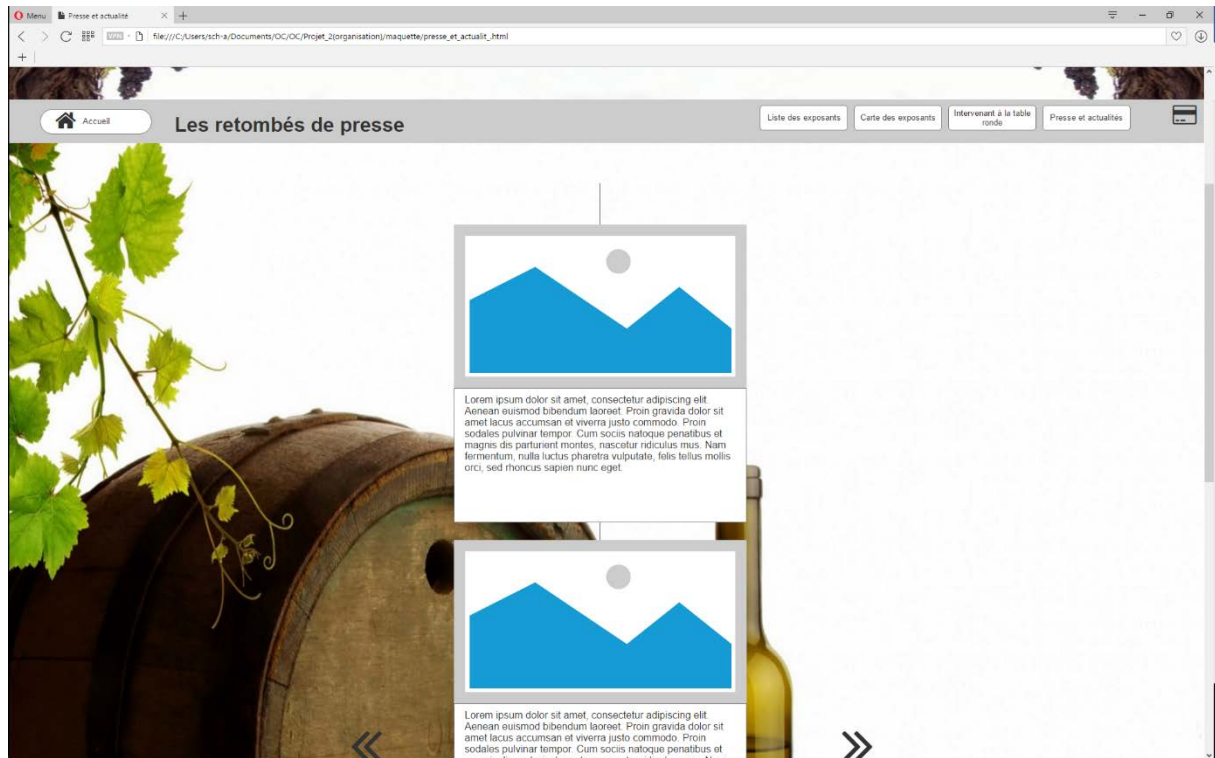 Menu
Presse et actualité
VPN
file:///C:/Users/sch-a/Documents/OC/OC/Projet_2(organisation)/maquette/presse_et_actualit_.html
Accueil
Les retombés de presse
Liste des exposants
Carte des exposants
Intervenant à la table
ronde
Presse et actualités
Lorem ipsum dolor sit amet, consectetur adipiscing elit.
Aenean euismod bibendum laoreet. Proin gravida dolor sit
amet lacus accumsan et viverra justo commodo. Proin
sodales pulvinar tempor. Cum sociis natoque penatibus et
magnis dis parturient montes, nascetur ridiculus mus. Nam
fermentum, nulla luctus pharetra vulputate, felis tellus mollis
orci, sed rhoncus sapien nunc eget.
Lorem ipsum dolor sit amet, consectetur adipiscing elit.
Aenean euismod bibendum laoreet. Proin gravida dolor sit
amet lacus accumsan et viverra justo commodo. Proin
sodales pulvinar tempor. Cum sociis natoque penatibus et